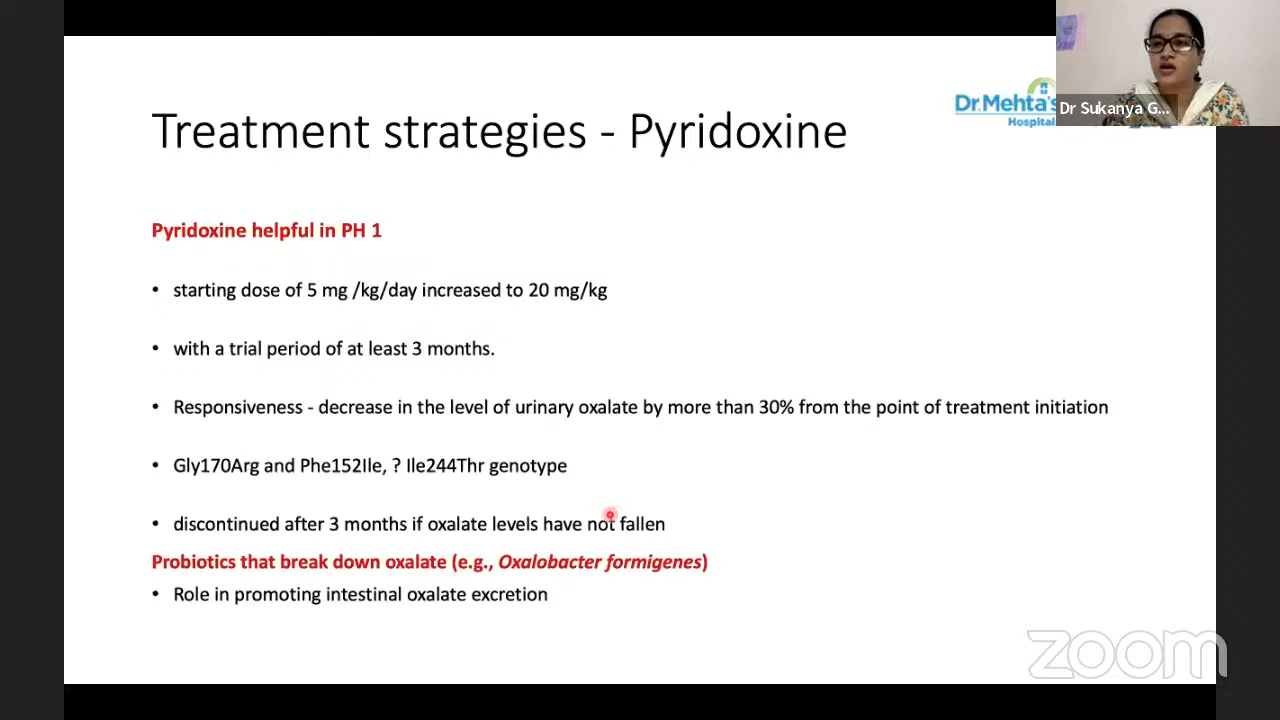 Treatment strategies - Pyridoxine
Dr.Mehta's
Hospitals
Dr Sukanya G...
Pyridoxine helpful in PH 1
• starting dose of 5 mg /kg/day increased to 20 mg/kg
• with a trial period of at least 3 months.
• Responsiveness - decrease in the level of urinary oxalate by more than 30% from the point of treatment initiation
• Gly170Arg and Phe152Ile, ? Ile244Thr genotype
• discontinued after 3 months if oxalate levels have not fallen
Probiotics that break down oxalate (e.g., Oxalobacter formigenes)
• Role in promoting intestinal oxalate excretion
zoom